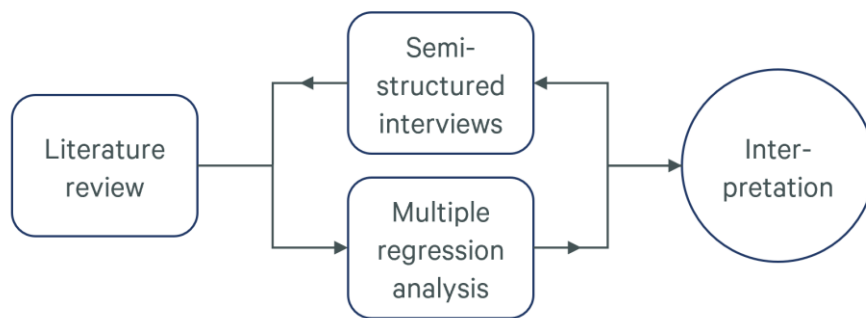 Literature
review
Semi-
structured
interviews
Multiple
regression
analysis
Inter-
pretation